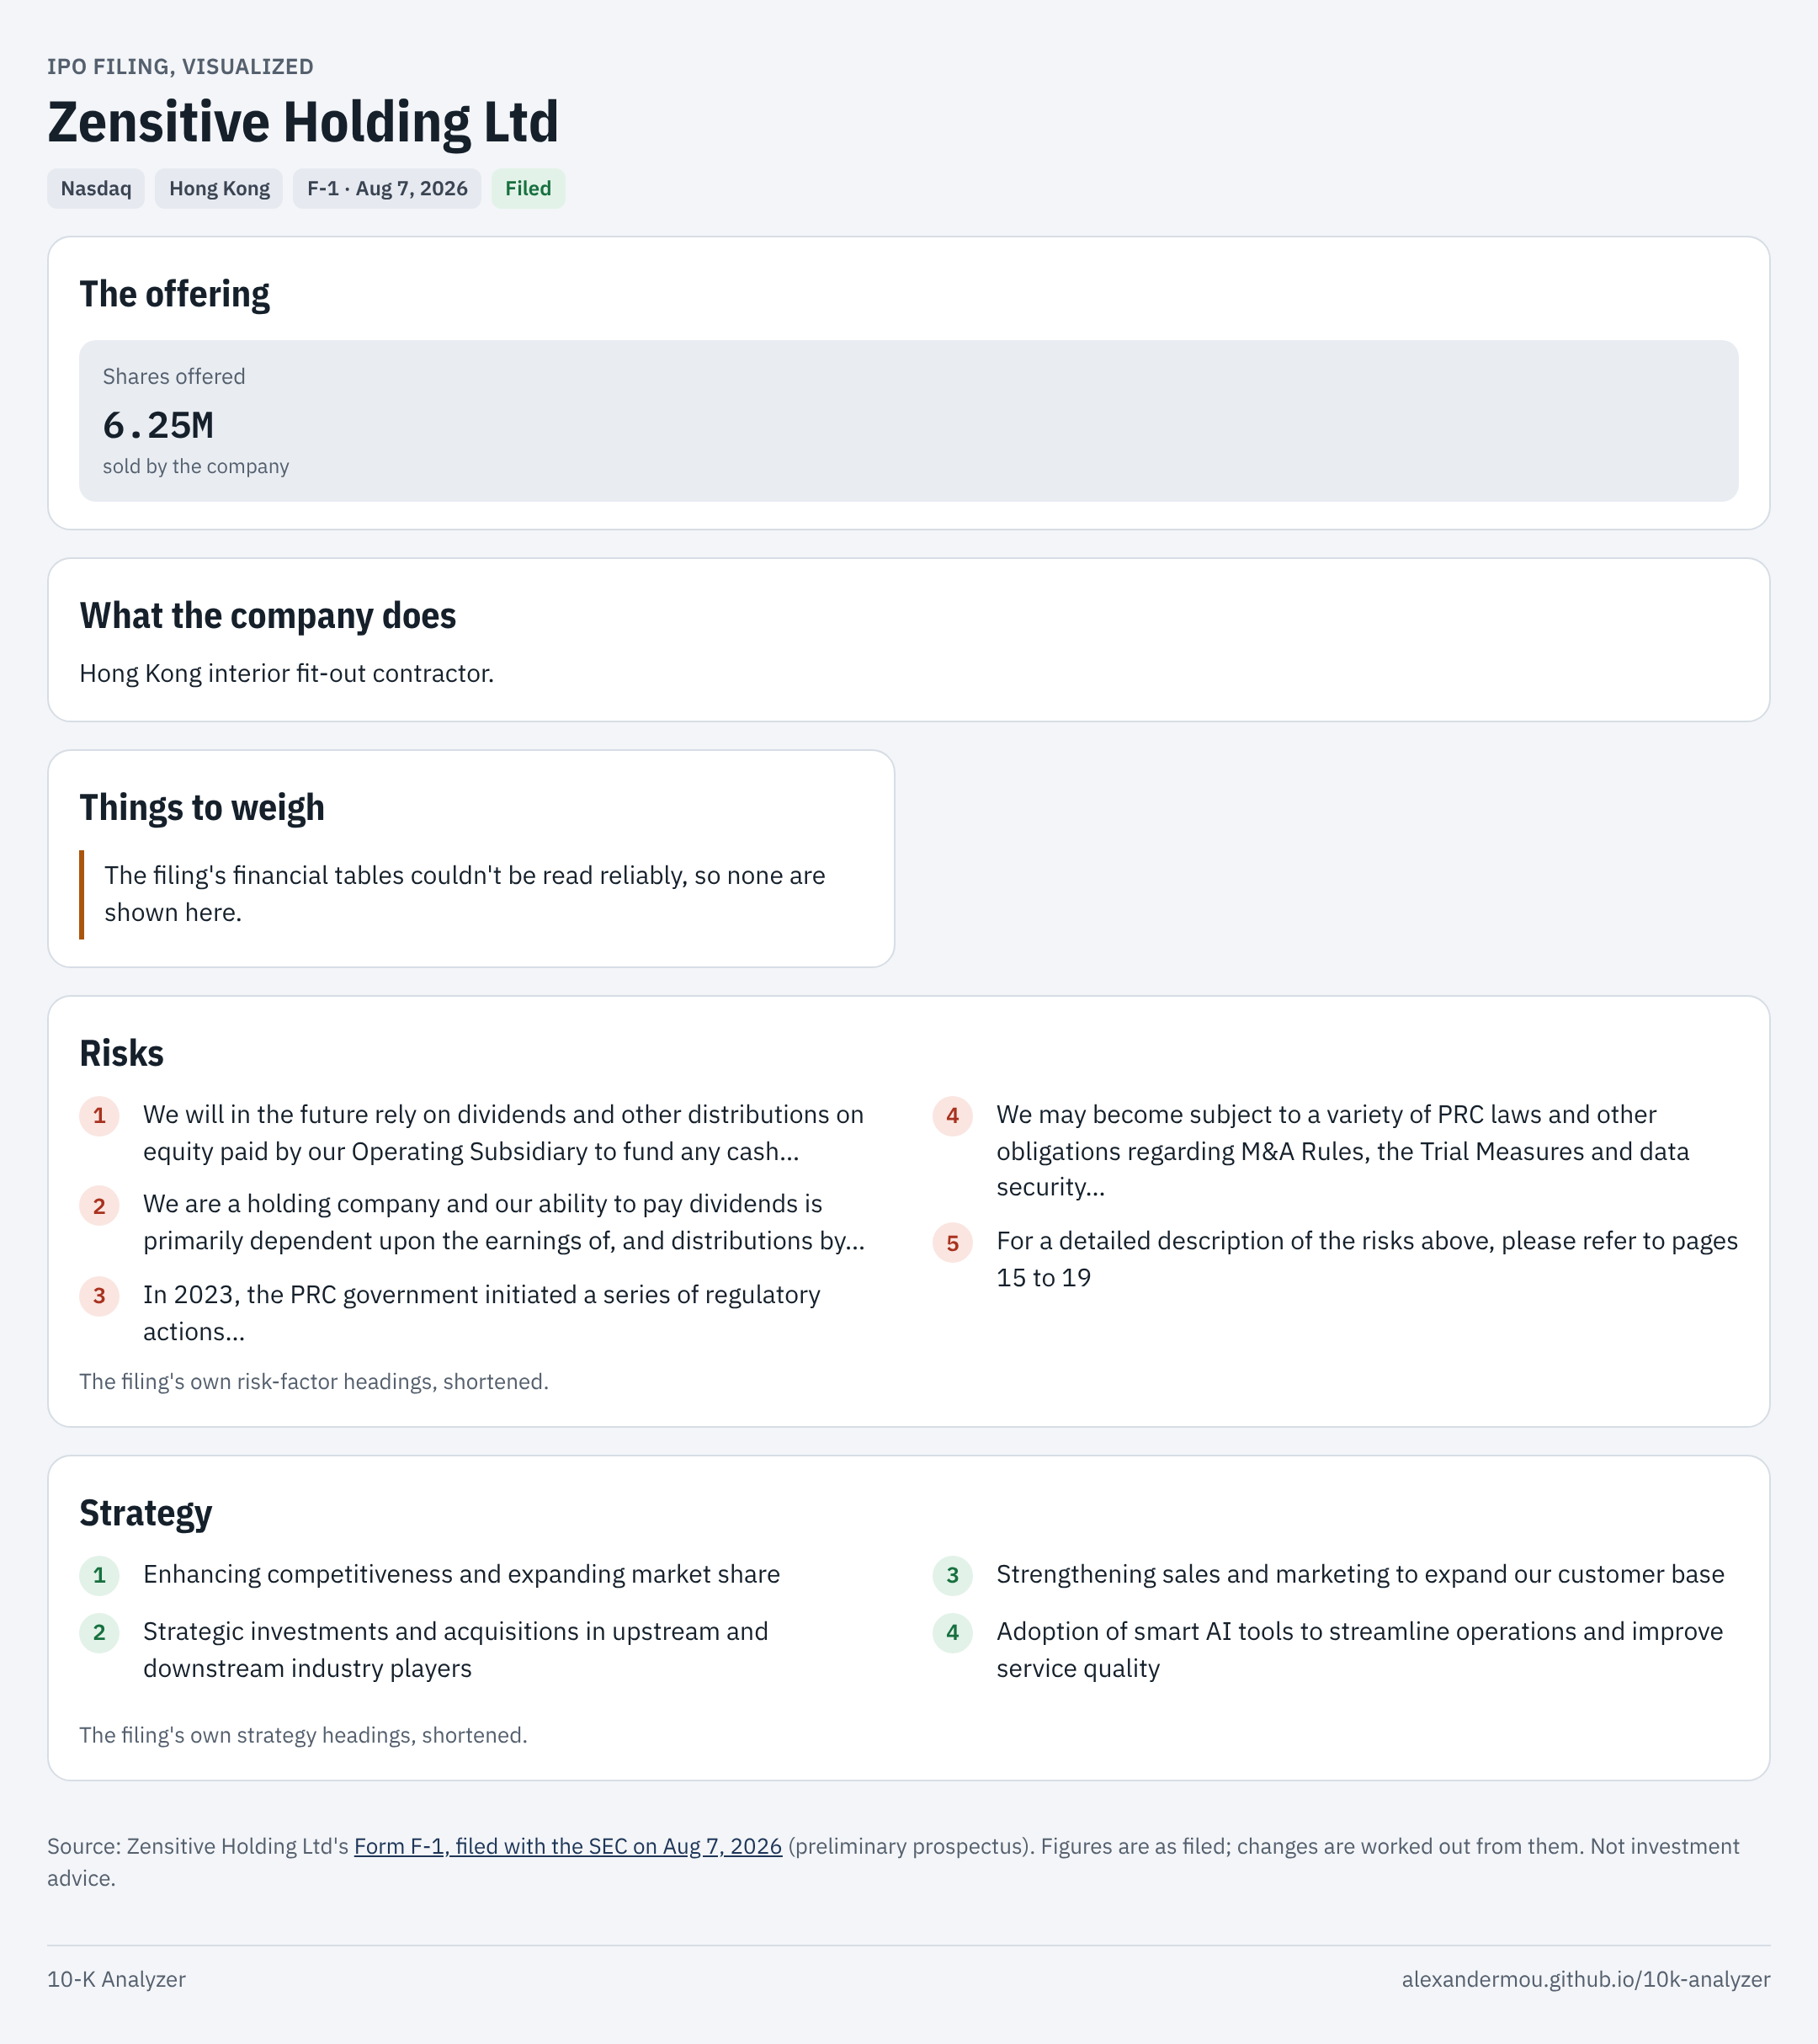 IPO FILING, VISUALIZED
Zensitive Holding Ltd
Nasdaq
Hong Kong
F-1 · Aug 7, 2026
Filed
The offering
Shares offered
6.25M
sold by the company
What the company does
Hong Kong interior fit-out contractor.
Things to weigh
The filing's financial tables couldn't be read reliably, so none are
shown here.
Risks
1
We will in the future rely on dividends and other distributions on
equity paid by our Operating Subsidiary to fund any cash...
2
We are a holding company and our ability to pay dividends is
primarily dependent upon the earnings of, and distributions by...
3
In 2023, the PRC government initiated a series of regulatory
actions...
4
We may become subject to a variety of PRC laws and other
obligations regarding M&A Rules, the Trial Measures and data
security...
5
For a detailed description of the risks above, please refer to pages
15 to 19
The filing's own risk-factor headings, shortened.
Strategy
1
Enhancing competitiveness and expanding market share
2
Strategic investments and acquisitions in upstream and
downstream industry players
3
Strengthening sales and marketing to expand our customer base
4
Adoption of smart AI tools to streamline operations and improve
service quality
The filing's own strategy headings, shortened.
Source: Zensitive Holding Ltd's Form F-1, filed with the SEC on Aug 7, 2026 (preliminary prospectus). Figures are as filed; changes are worked out from them. Not investment
advice.
10-K Analyzer
alexandermou.github.io/10k-analyzer